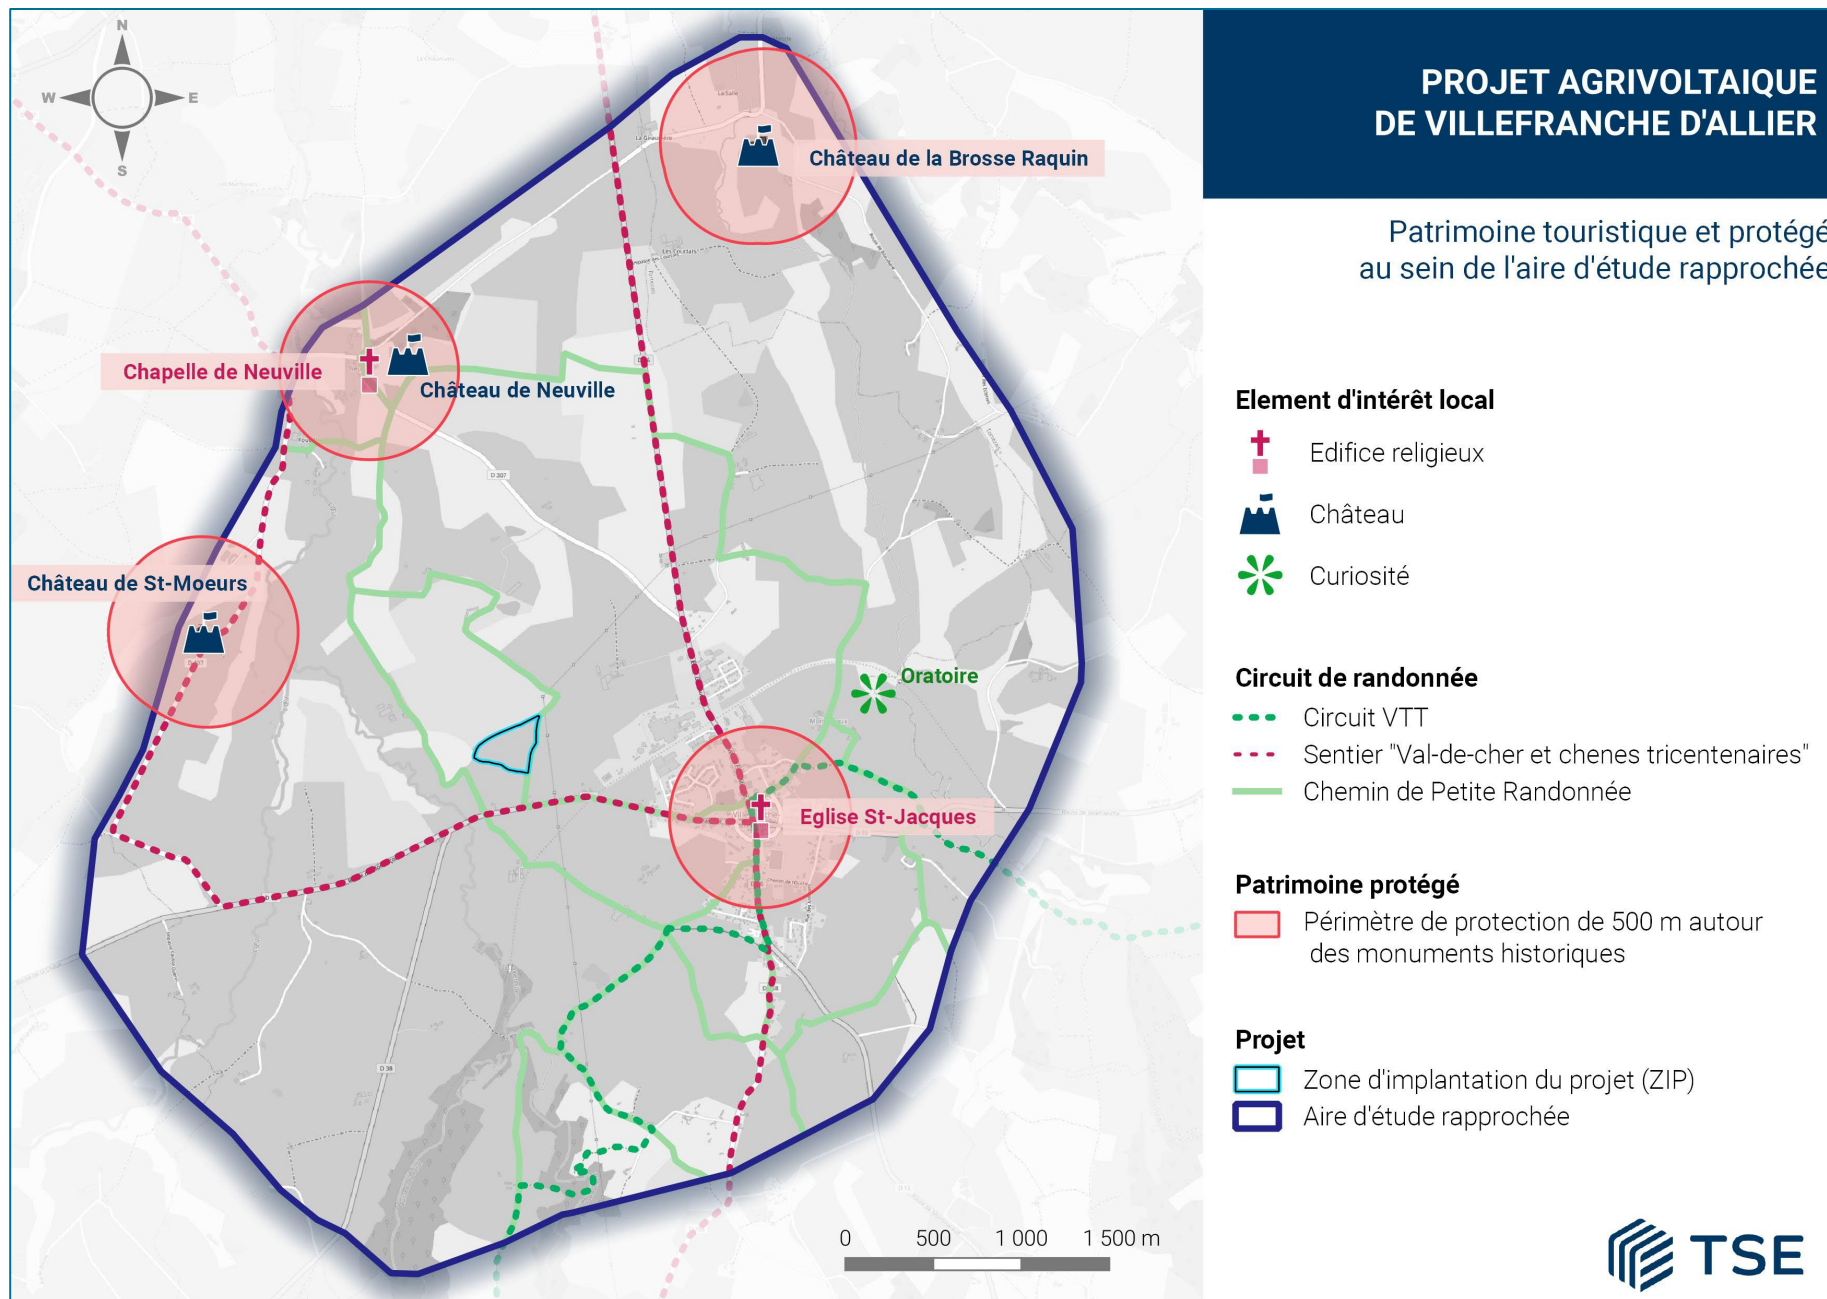 N
W
E
S
Château de la Brosse Raquin
Chapelle de Neuville
Château de Neuville
Château de St-Moeurs
Oratoire
Eglise St-Jacques
La Salle
D 307
D 38
0 500 1 000 1 500 m
PROJET AGRIVOLTAIQUE
DE VILLEFRANCHE D'ALLIER
Patrimoine touristique et protégé
au sein de l'aire d'étude rapprochée
Element d'intérêt local
Edifice religieux
Château
Curiosité
Circuit de randonnée
Circuit VTT
Sentier "Val-de-cher et chenes tricentenaires"
Chemin de Petite Randonnée
Patrimoine protégé
Périmètre de protection de 500 m autour
des monuments historiques
Projet
Zone d'implantation du projet (ZIP)
Aire d'étude rapprochée
TSE